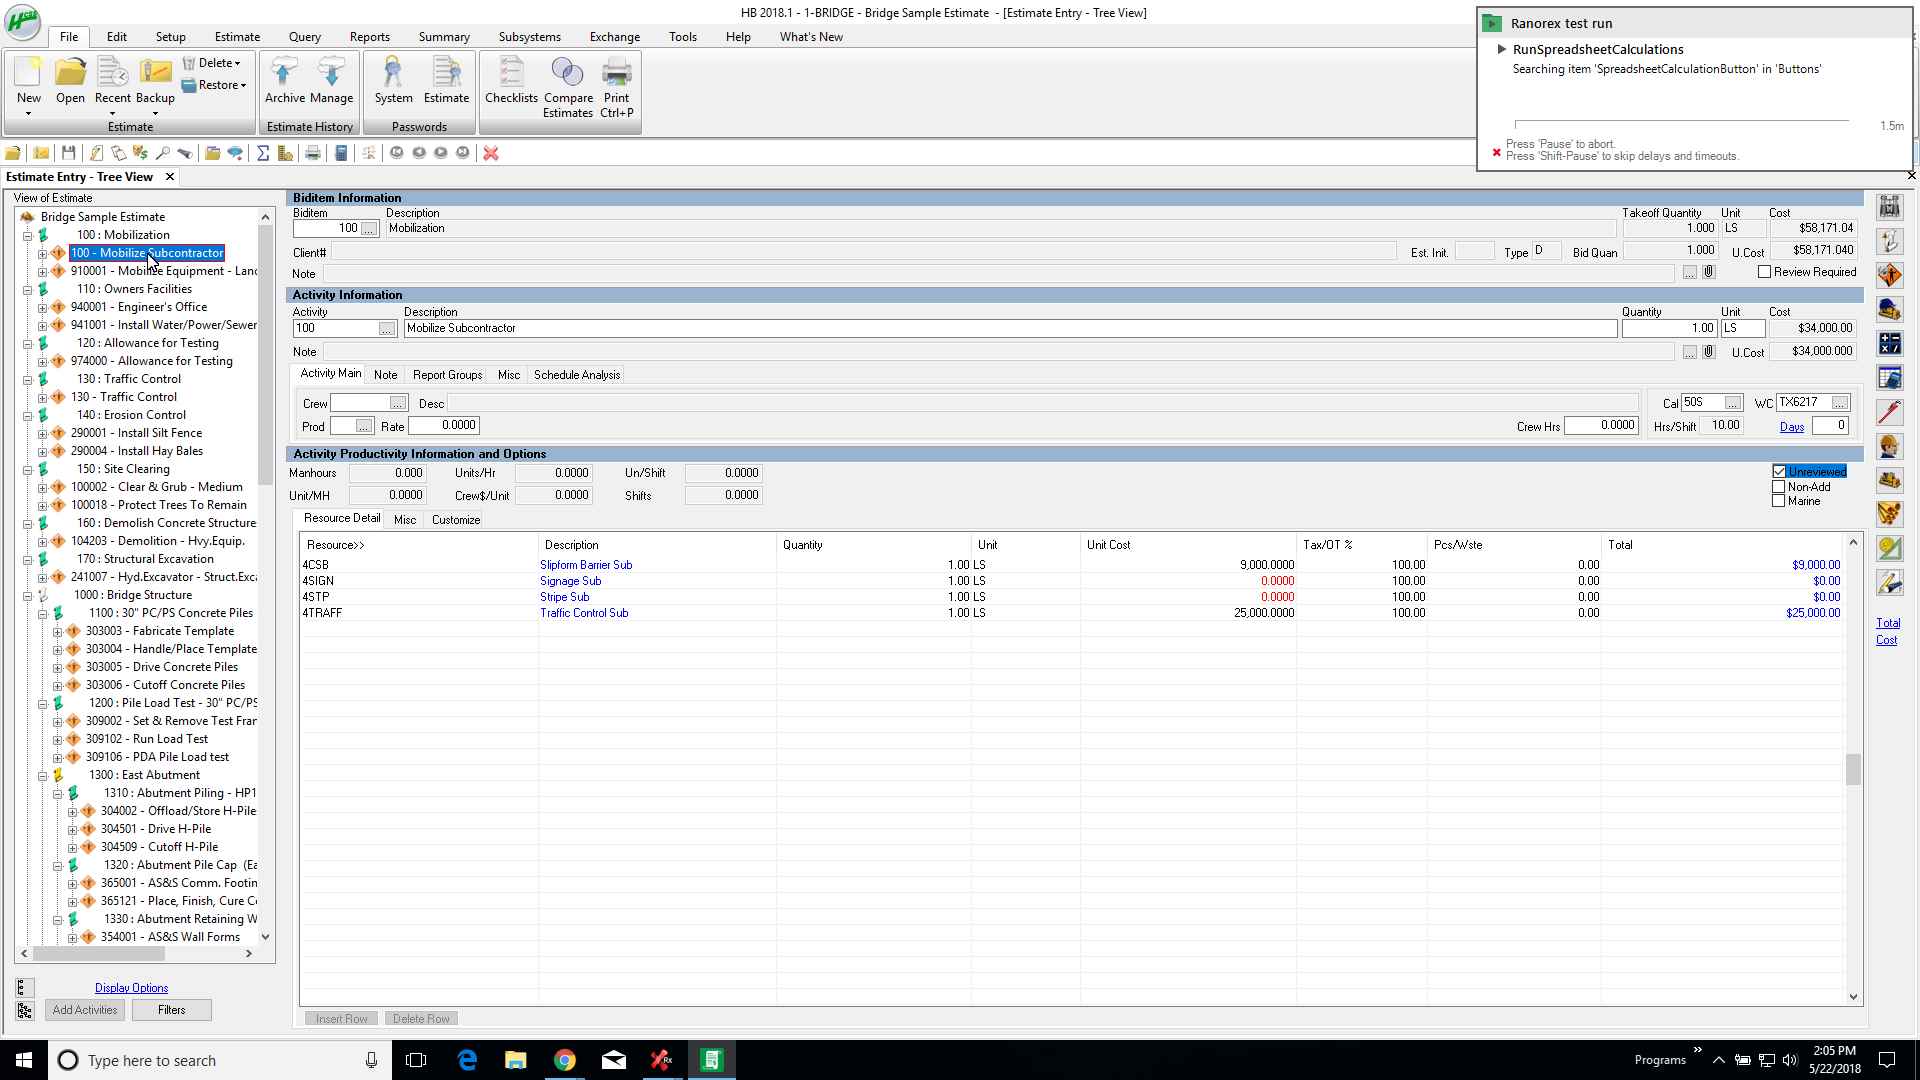 HB 2018.1 - 1-BRIDGE - Bridge Sample Estimate - [Estimate Entry - Tree View]
File Edit Setup Estimate Query Reports Summary Subsystems Exchange Tools Help What's New
New Open Recent Backup Delete Restore
Estimate
Archive Manage
Estimate History
System Estimate
Passwords
Checklists Compare Estimates Print Ctrl+P
Ranorex test run
RunSpreadsheetCalculations
Searching item 'SpreadsheetCalculationButton' in 'Buttons'
1.5m
Press 'Pause' to abort.
Press 'Shift-Pause' to skip delays and timeouts.
Estimate Entry - Tree View
View of Estimate
Bridge Sample Estimate
100 : Mobilization
100 - Mobilize Subcontractor
910001 - Mobilize Equipment - Lanc
110 : Owners Facilities
940001 - Engineer's Office
941001 - Install Water/Power/Sewer
120 : Allowance for Testing
974000 - Allowance for Testing
130 : Traffic Control
130 - Traffic Control
140 : Erosion Control
290001 - Install Silt Fence
290004 - Install Hay Bales
150 : Site Clearing
100002 - Clear & Grub - Medium
100018 - Protect Trees To Remain
160 : Demolish Concrete Structure
104203 - Demolition - Hvy.Equip.
170 : Structural Excavation
241007 - Hyd.Excavator - Struct.Exca
1000 : Bridge Structure
1100 : 30" PC/PS Concrete Piles
303003 - Fabricate Template
303004 - Handle/Place Template
303005 - Drive Concrete Piles
303006 - Cutoff Concrete Piles
1200 : Pile Load Test - 30" PC/PS
309002 - Set & Remove Test Fran
309102 - Run Load Test
309106 - PDA Pile Load test
1300 : East Abutment
1310 : Abutment Piling - HP1
304002 - Offload/Store H-Pile
304501 - Drive H-Pile
304509 - Cutoff H-Pile
1320 : Abutment Pile Cap (Ea
365001 - AS&S Comm. Footin
365121 - Place, Finish, Cure Co
1330 : Abutment Retaining W
354001 - AS&S Wall Forms
Display Options
Add Activities Filters
Biditem Information
Biditem Description Takeoff Quantity Unit Cost
100 ... Mobilization 1.000 LS $58,171.04
Client# Est. Init. Type D Bid Quan 1.000 U.Cost $58,171.040
Note ... Review Required
Activity Information
Activity Description Quantity Unit Cost
100 ... Mobilize Subcontractor 1.00 LS $34,000.00
Note ... U.Cost $34,000.000
Activity Main Note Report Groups Misc Schedule Analysis
Crew ... Desc Cal 50S ... WC TX6217 ...
Prod ... Rate 0.0000 Crew Hrs 0.0000 Hrs/Shift 10.00 Days 0
Activity Productivity Information and Options
Manhours 0.000 Units/Hr 0.0000 Un/Shift 0.0000 Unreviewed
Unit/MH 0.0000 Crew$/Unit 0.0000 Shifts 0.0000 Non-Add
Marine
Resource Detail Misc Customize
Resource>> Description Quantity Unit Unit Cost Tax/OT % Pcs/Wste Total
4CSB Slipform Barrier Sub 1.00 LS 9,000.0000 100.00 0.00 $9,000.00
4SIGN Signage Sub 1.00 LS 0.0000 100.00 0.00 $0.00
4STP Stripe Sub 1.00 LS 0.0000 100.00 0.00 $0.00
4TRAFF Traffic Control Sub 1.00 LS 25,000.0000 100.00 0.00 $25,000.00
Insert Row Delete Row
Total
Cost
Type here to search
Programs
2:05 PM
5/22/2018